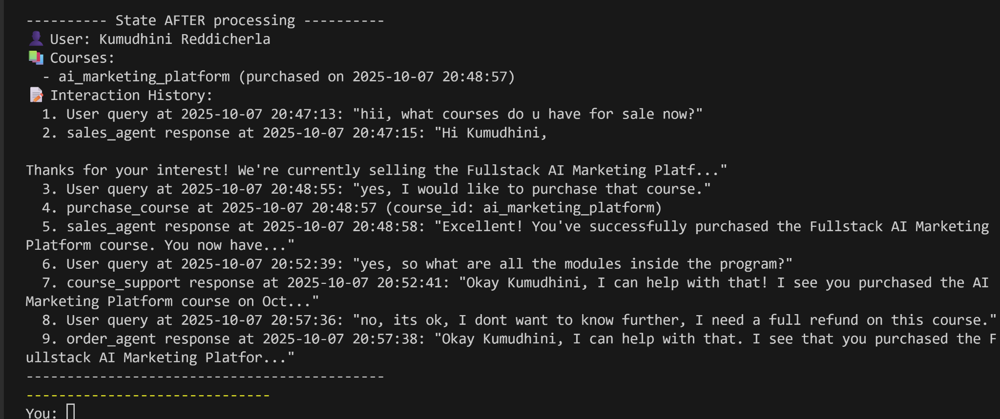 ---------- State AFTER processing ----------
👤 User: Kumudhini Reddicherla
📚 Courses:
  - ai_marketing_platform (purchased on 2025-10-07 20:48:57)
📝 Interaction History:
  1. User query at 2025-10-07 20:47:13: "hii, what courses do u have for sale now?"
  2. sales_agent response at 2025-10-07 20:47:15: "Hi Kumudhini,

Thanks for your interest! We're currently selling the Fullstack AI Marketing Platf..."
  3. User query at 2025-10-07 20:48:55: "yes, I would like to purchase that course."
  4. purchase_course at 2025-10-07 20:48:57 (course_id: ai_marketing_platform)
  5. sales_agent response at 2025-10-07 20:48:58: "Excellent! You've successfully purchased the Fullstack AI Marketing
Platform course. You now have..."
  6. User query at 2025-10-07 20:52:39: "yes, so what are all the modules inside the program?"
  7. course_support response at 2025-10-07 20:52:41: "Okay Kumudhini, I can help with that! I see you purchased the AI
Marketing Platform course on Oct..."
  8. User query at 2025-10-07 20:57:36: "no, its ok, I dont want to know further, I need a full refund on this course."
  9. order_agent response at 2025-10-07 20:57:38: "Okay Kumudhini, I can help with that. I see that you purchased the F
ullstack AI Marketing Platfor..."
--------------------------------------------
------------------------------
You: